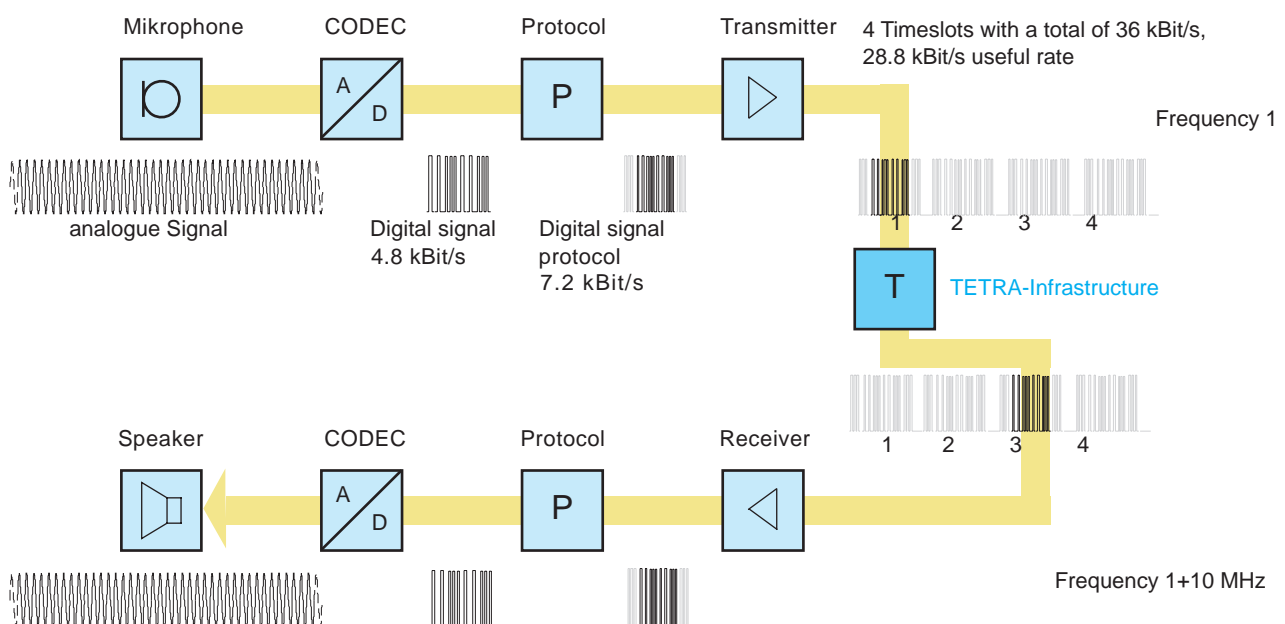 Mikrophone
CODEC
Protocol
Transmitter
4 Timeslots with a total of 36 kBit/s,
28.8 kBit/s useful rate
A
D
P
Frequency 1
analogue Signal
Digital signal
4.8 kBit/s
Digital signal
protocol
7.2 kBit/s
1 2 3 4
T
TETRA-Infrastructure
1 2 3 4
Speaker
CODEC
Protocol
Receiver
A
D
P
Frequency 1+10 MHz